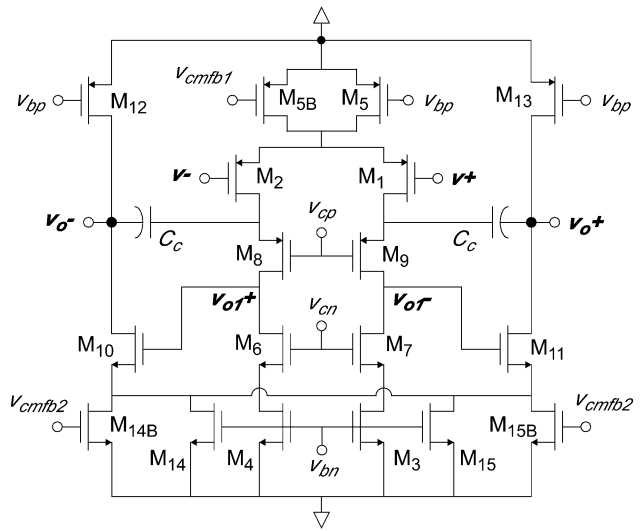 vcmfb1
vbp M12 M5B M5 vbp M13 vbp
v- M2 M1 v+
vo- Cc vcp Cc vo+
M8 M9
vo1+ vcn vo1-
M10 M6 M7 M11
vcmfb2 M14B M15B vcmfb2
M14 M4 vbn M3 M15